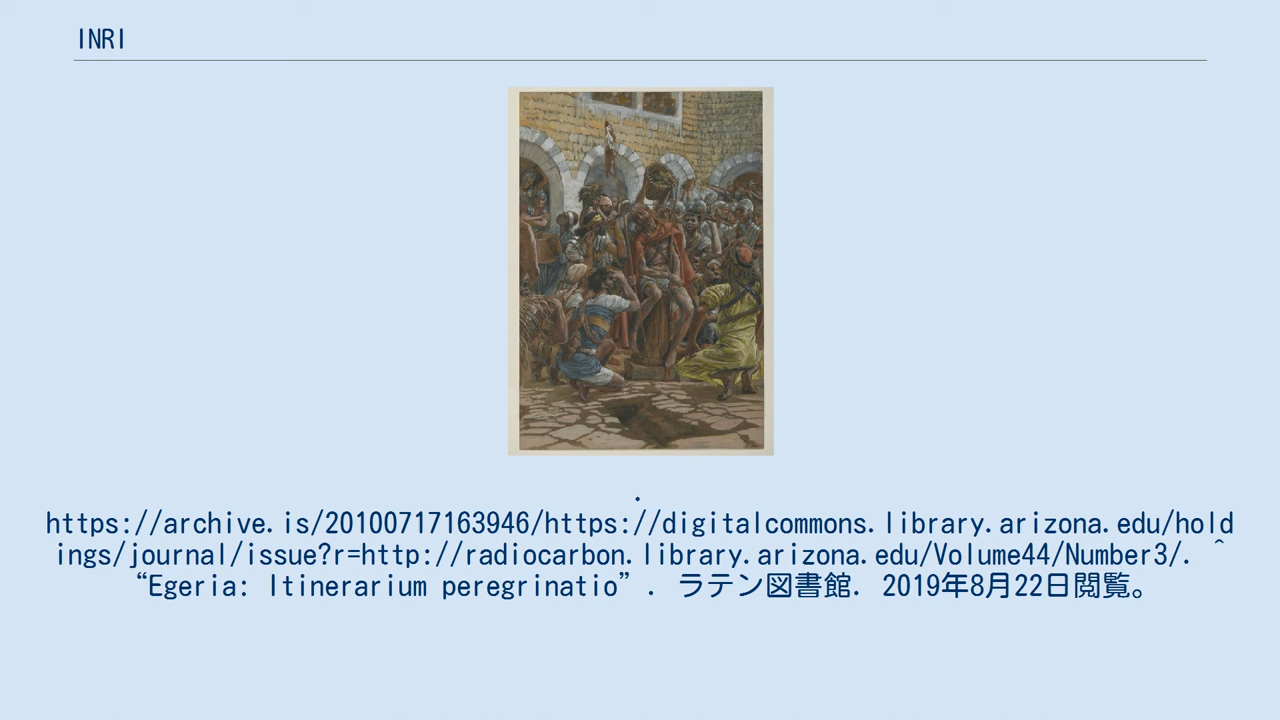 INRI
.
https://archive.is/20100717163946/https://digitalcommons.library.arizona.edu/hold
ings/journal/issue?r=http://radiocarbon.library.arizona.edu/Volume44/Number3/. ^
“Egeria: Itinerarium peregrinatio”. ラテン図書館. 2019年8月22日閲覧。